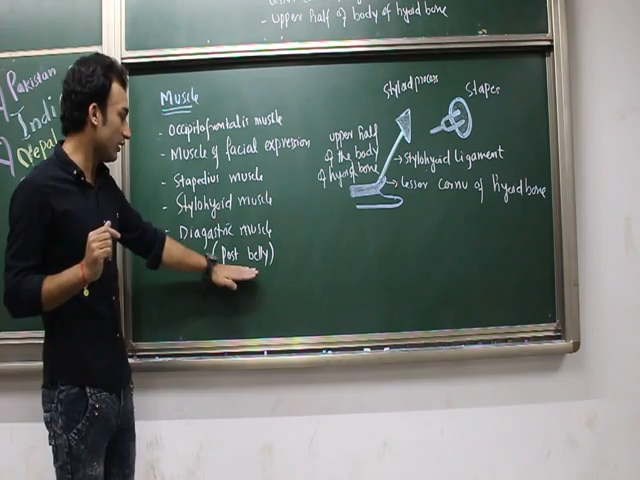 - Upper half of body of hyoid bone
Pakistan
Indi
Nepal
Muscle
- Occipitofrontalis muscle
- Muscle of facial expression
- Stapedius muscle
- Stylohyoid muscle
- Diagastric muscle
(Post belly)
Styloid process
Stapes
Upper half
of the body
of hyoid bone
Stylohyoid ligament
Lesser cornu of hyoid bone